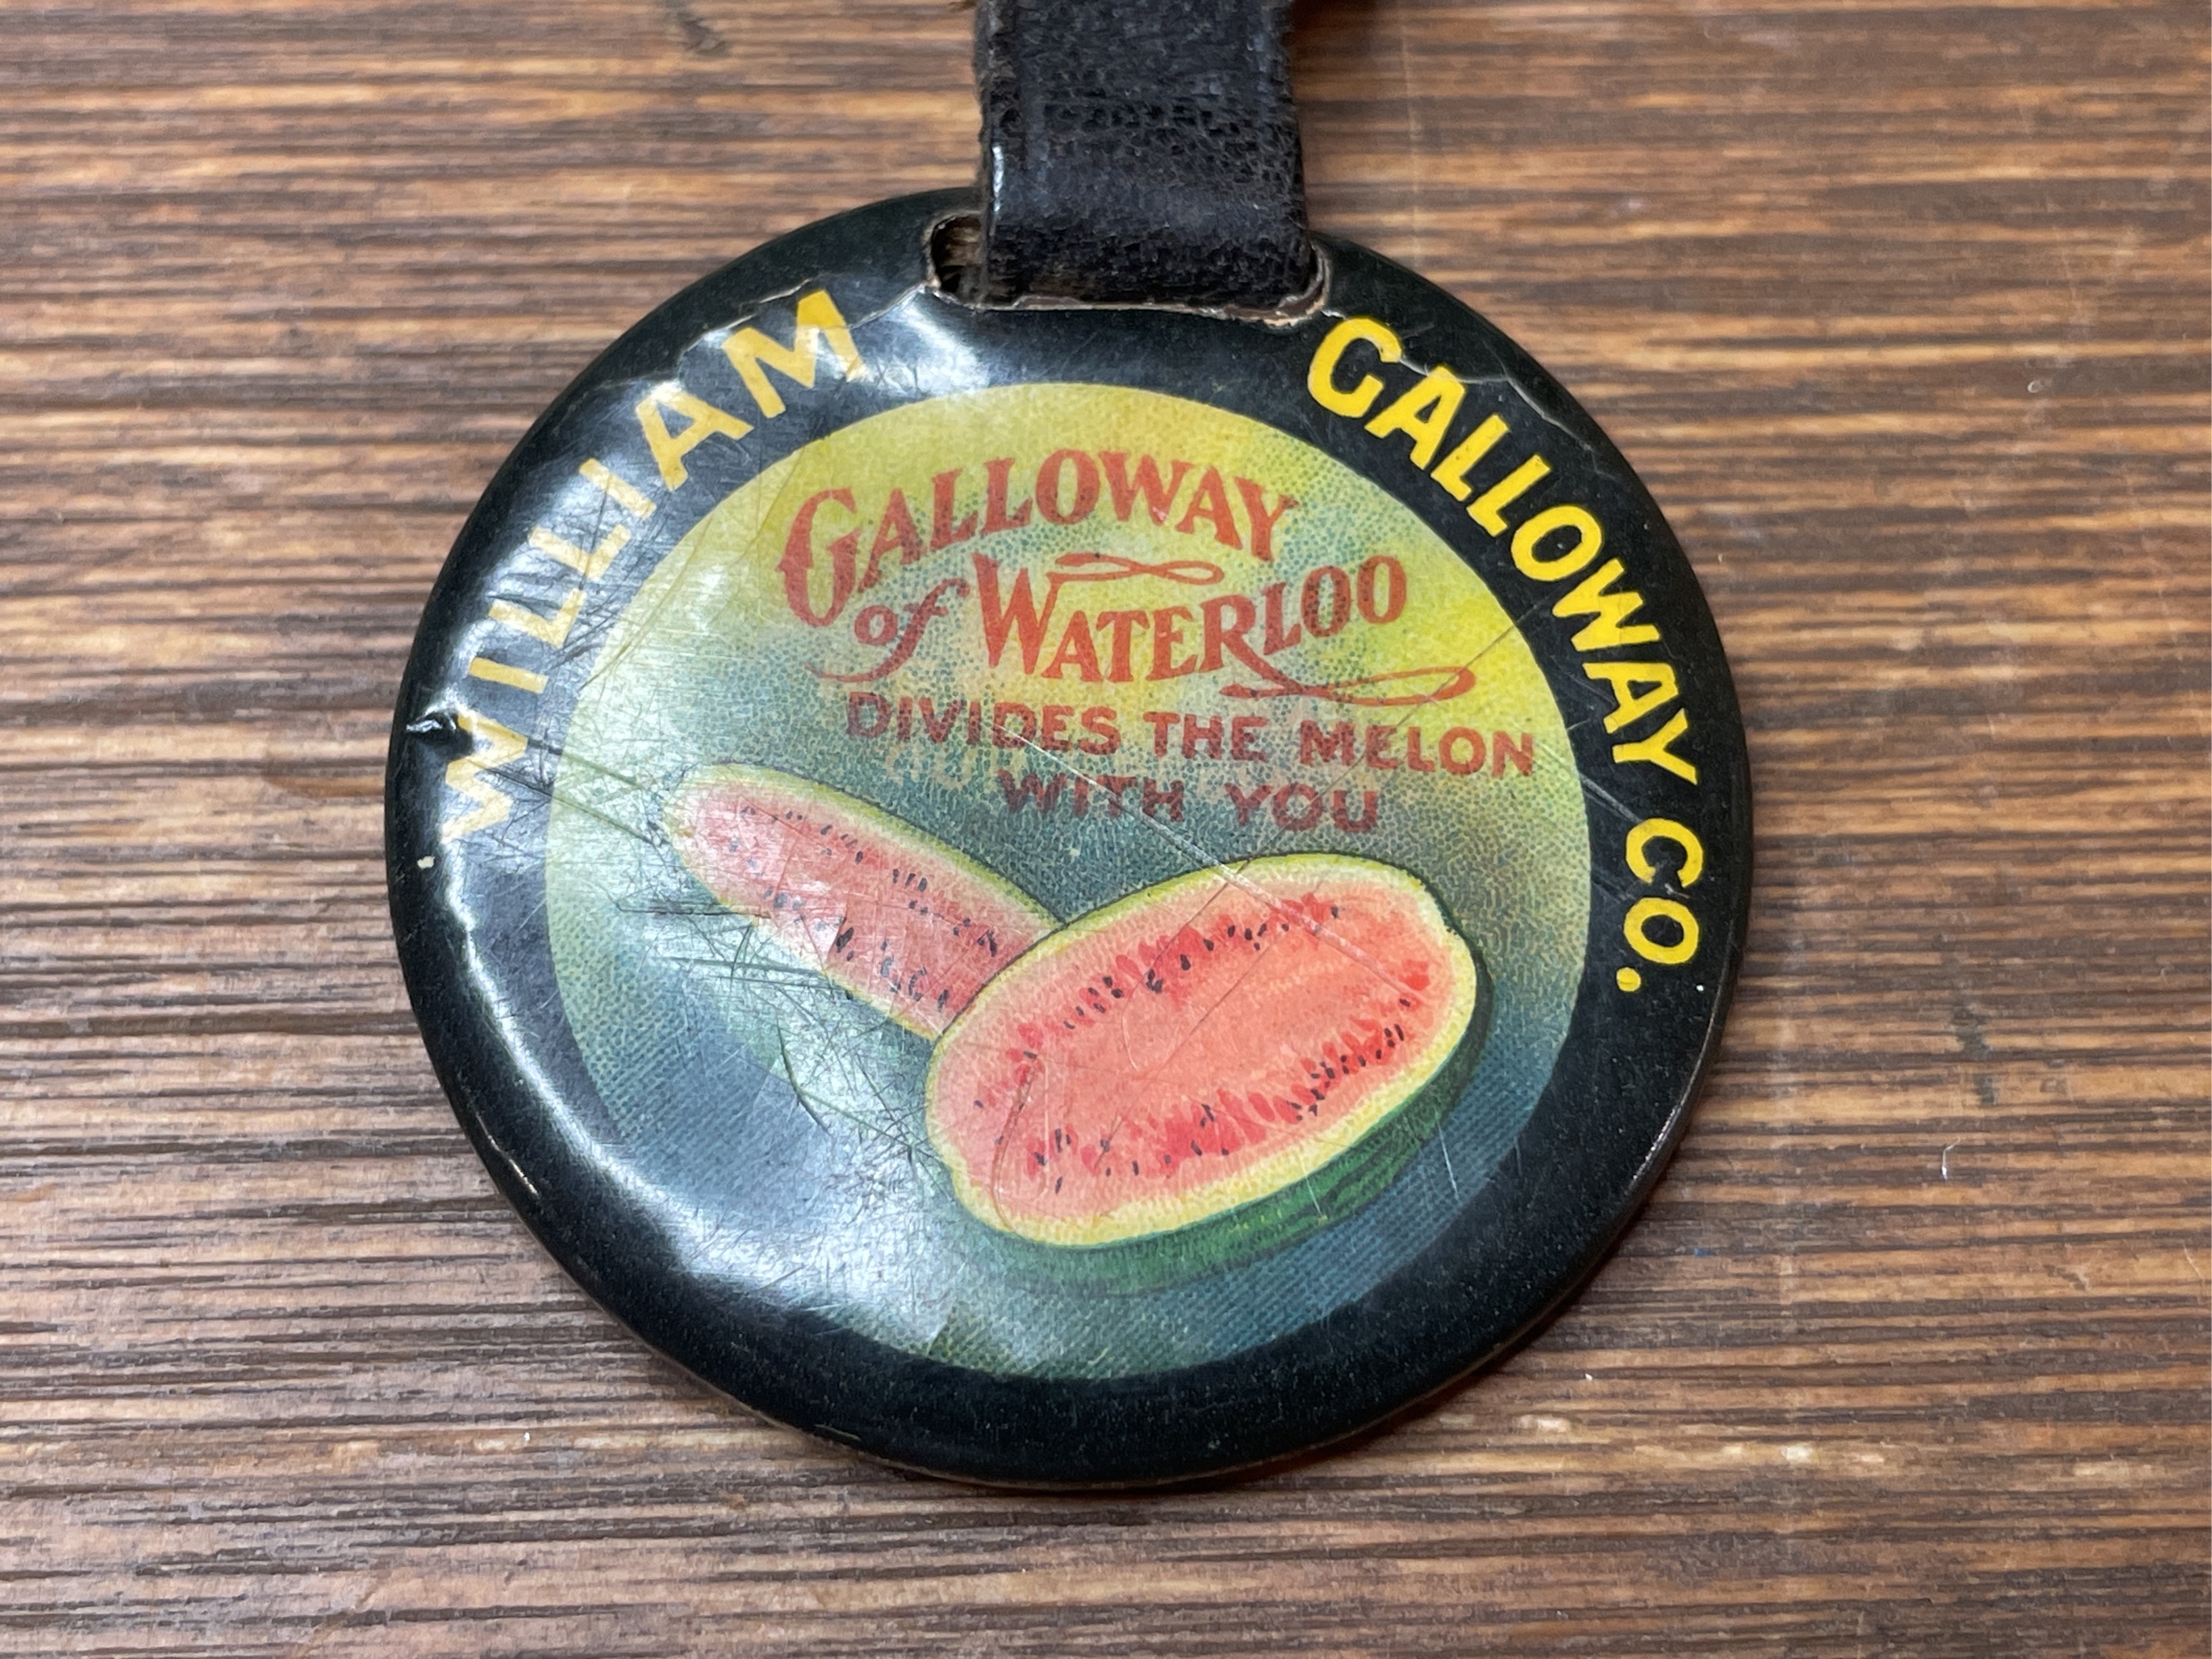 WILLIAM GALLOWAY CO.
GALLOWAY
of WATERLOO
DIVIDES THE MELON
WITH YOU